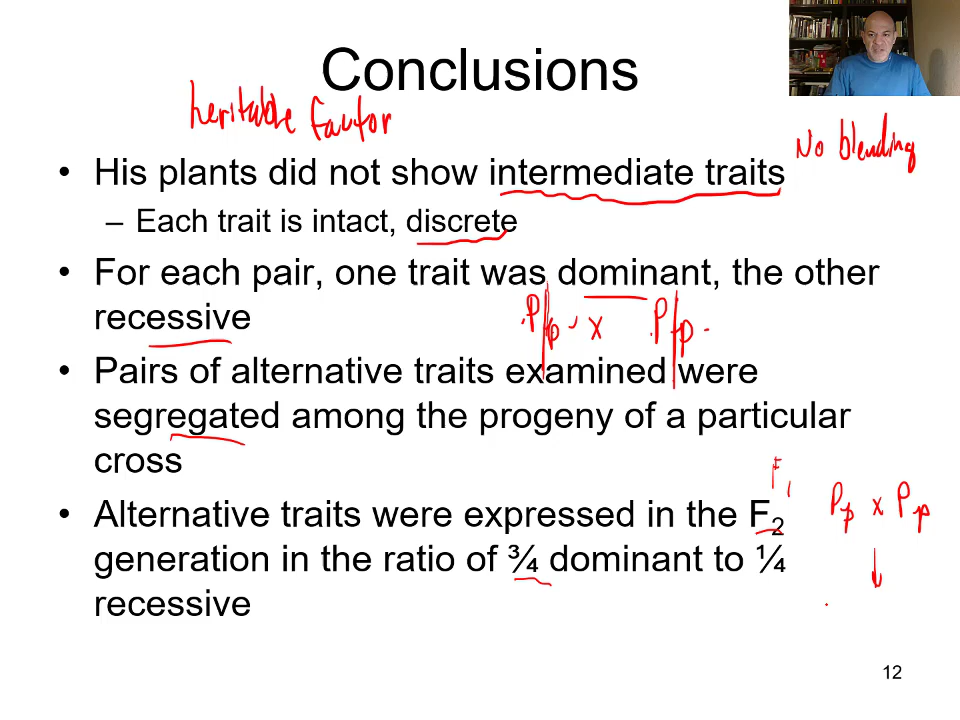 Conclusions
heritable factor
No blending
• His plants did not show intermediate traits
– Each trait is intact, discrete
• For each pair, one trait was dominant, the other
recessive
P/p x P/p
• Pairs of alternative traits examined were
segregated among the progeny of a particular
cross
F1
Pp x Pp
• Alternative traits were expressed in the F2
generation in the ratio of ¾ dominant to ¼
recessive
12